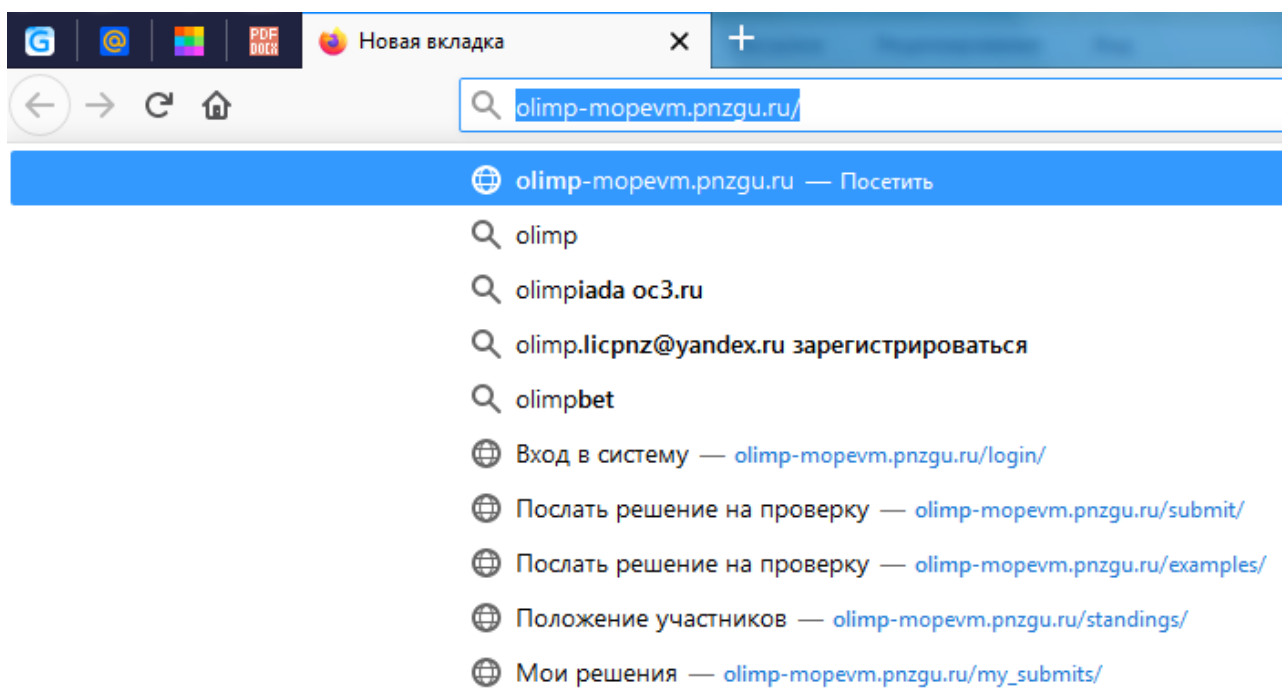 G @ PDF DOCX Новая вкладка
olimp-mopevm.pnzgu.ru/
olimp-mopevm.pnzgu.ru — Посетить
olimp
olimpiada oc3.ru
olimp.licpnz@yandex.ru зарегистрироваться
olimpbet
Вход в систему — olimp-mopevm.pnzgu.ru/login/
Послать решение на проверку — olimp-mopevm.pnzgu.ru/submit/
Послать решение на проверку — olimp-mopevm.pnzgu.ru/examples/
Положение участников — olimp-mopevm.pnzgu.ru/standings/
Мои решения — olimp-mopevm.pnzgu.ru/my_submits/